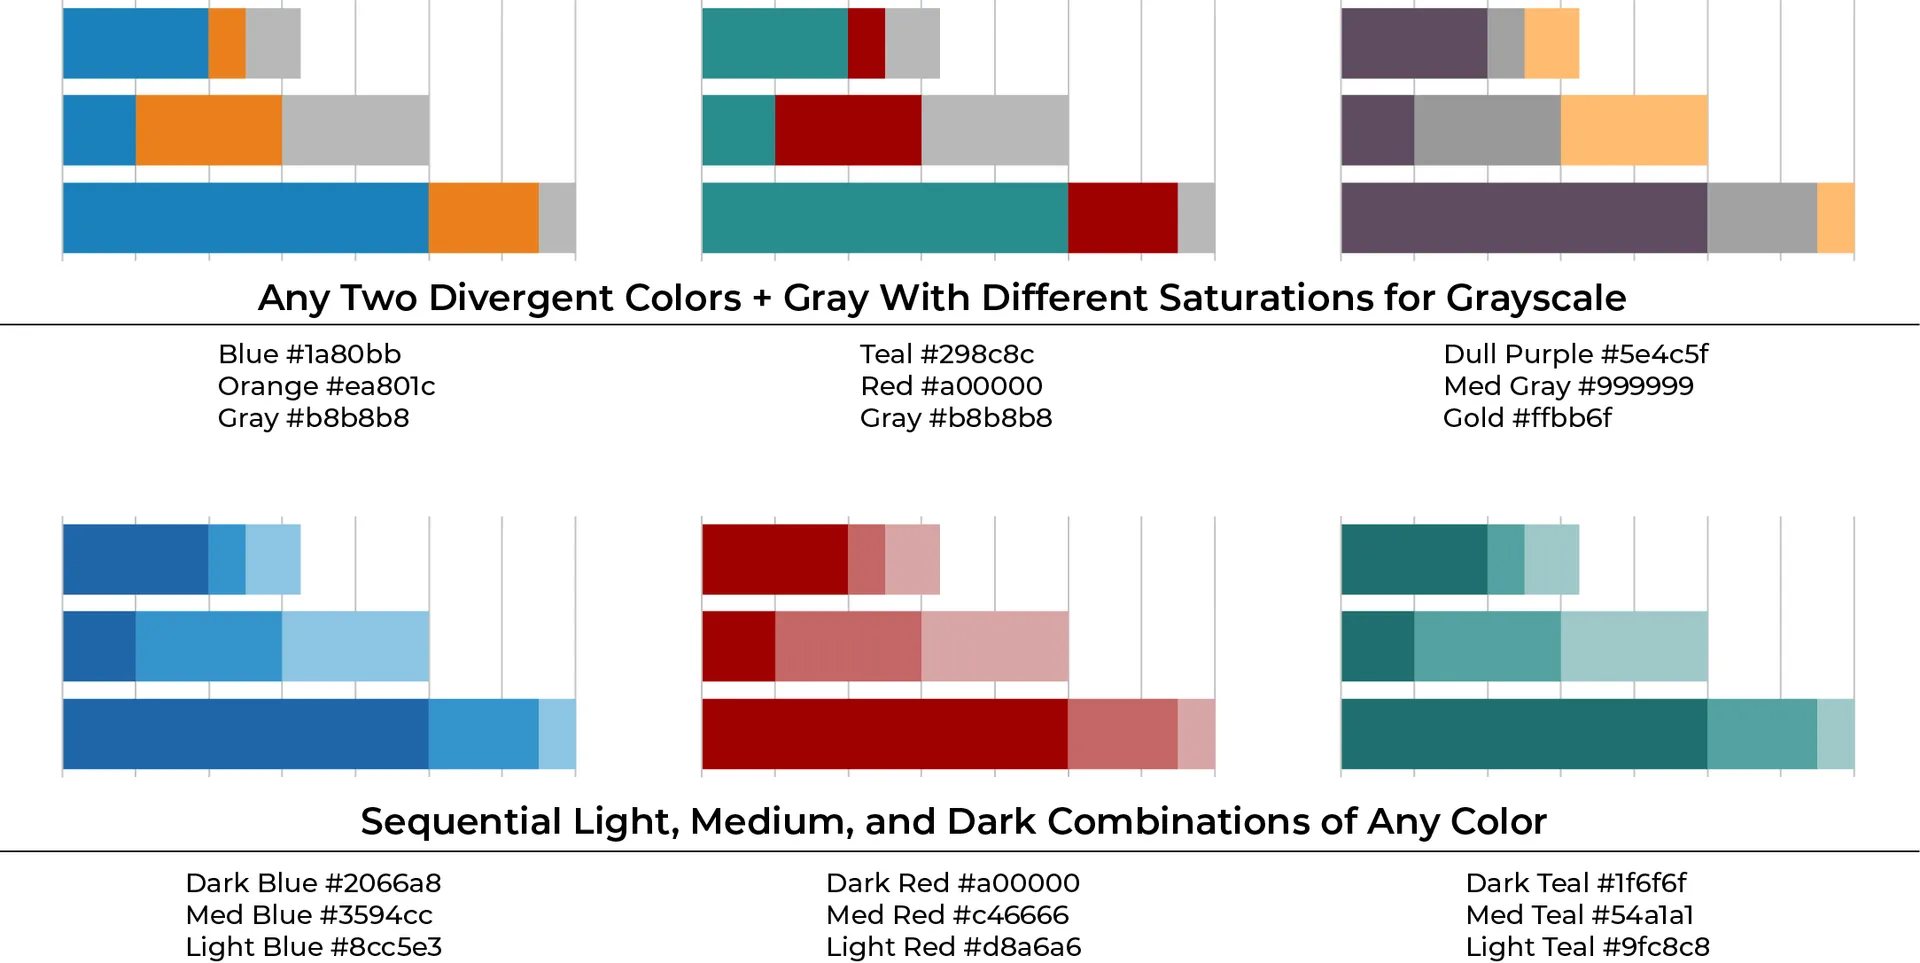 Any Two Divergent Colors + Gray With Different Saturations for Grayscale
Blue #1a80bb
Orange #ea801c
Gray #b8b8b8
Teal #298c8c
Red #a00000
Gray #b8b8b8
Dull Purple #5e4c5f
Med Gray #999999
Gold #ffbb6f
Sequential Light, Medium, and Dark Combinations of Any Color
Dark Blue #2066a8
Med Blue #3594cc
Light Blue #8cc5e3
Dark Red #a00000
Med Red #c46666
Light Red #d8a6a6
Dark Teal #1f6f6f
Med Teal #54a1a1
Light Teal #9fc8c8